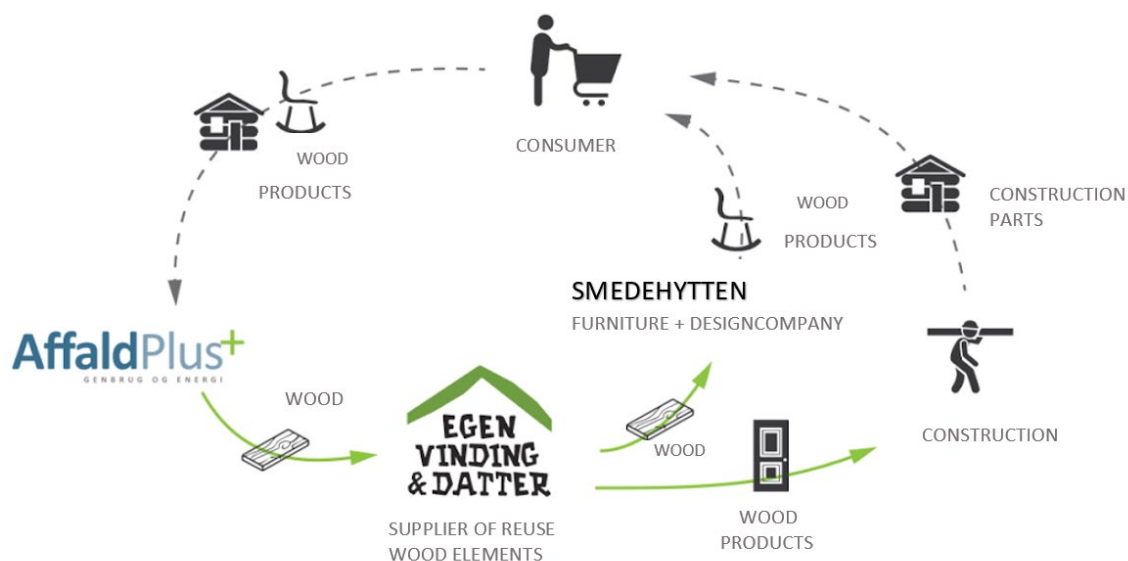 CONSUMER
WOOD
PRODUCTS
WOOD
PRODUCTS
CONSTRUCTION
PARTS
SMEDEHYTTEN
FURNITURE + DESIGNCOMPANY
AffaldPlus+
GENBRUG OG ENERGI
WOOD
EGEN
VINDING
& DATTER
SUPPLIER OF REUSE
WOOD ELEMENTS
WOOD
WOOD
PRODUCTS
CONSTRUCTION